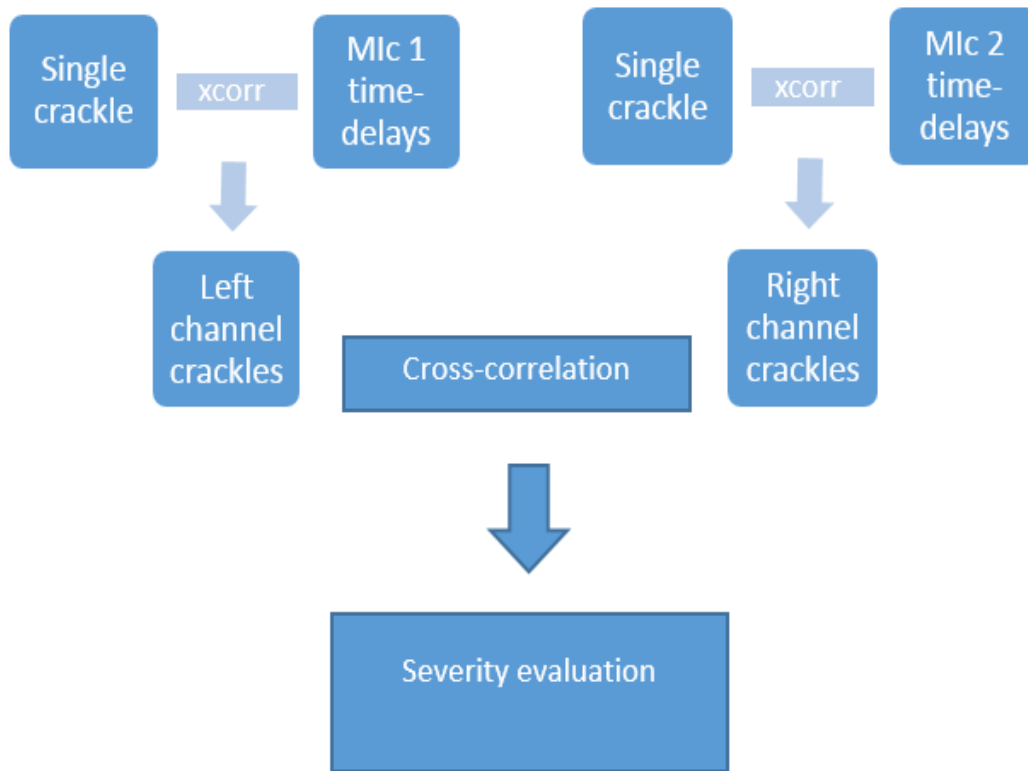 Single
crackle
xcorr
MIc 1
time-
delays
Single
crackle
xcorr
MIc 2
time-
delays
Left
channel
crackles
Cross-correlation
Right
channel
crackles
Severity evaluation